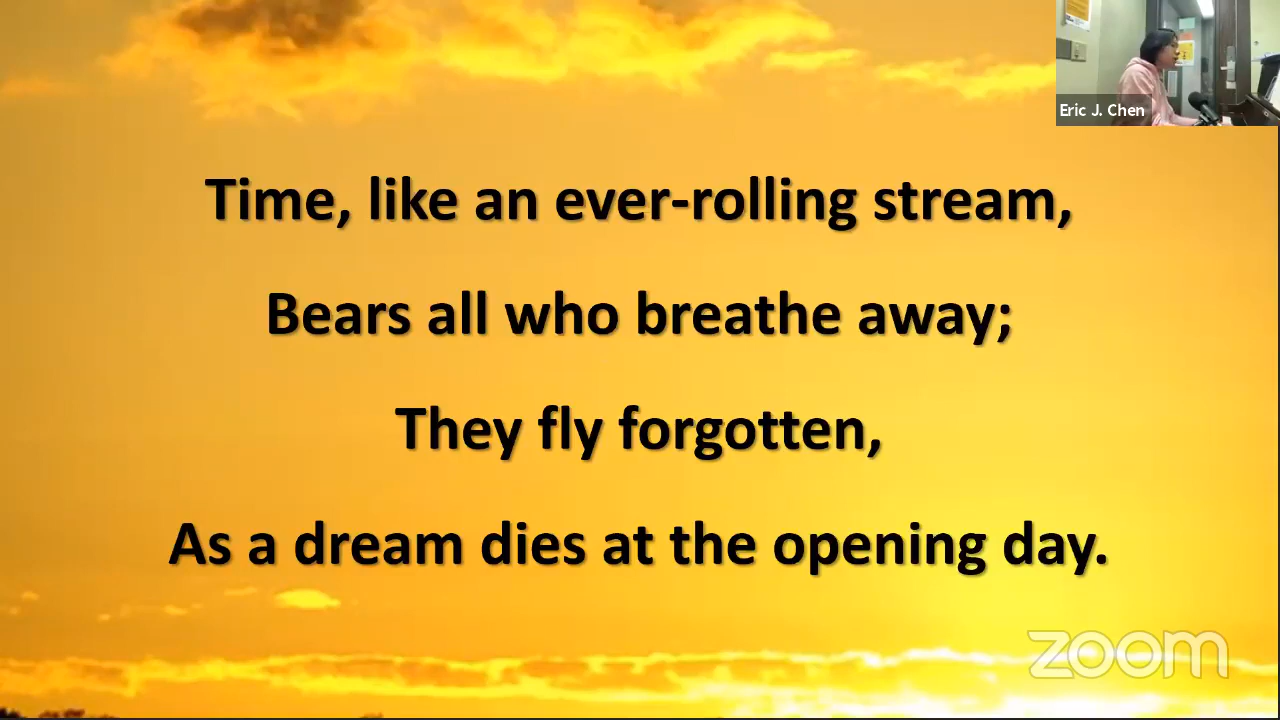 Eric J. Chen
Time, like an ever-rolling stream,
Bears all who breathe away;
They fly forgotten,
As a dream dies at the opening day.
zoom